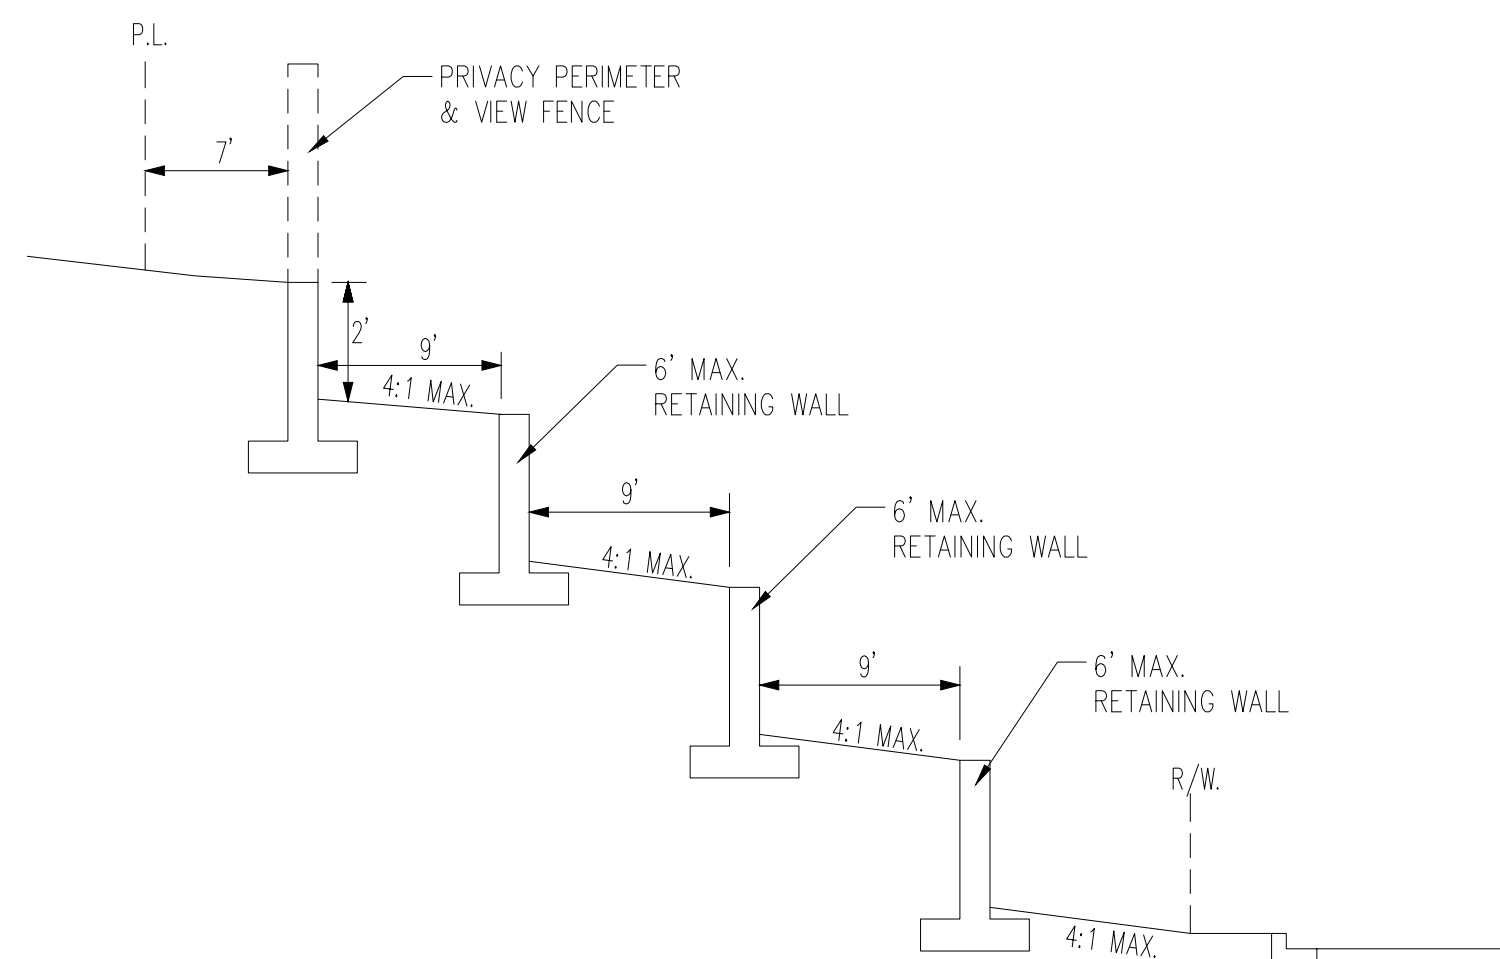 P.L.
PRIVACY PERIMETER
& VIEW FENCE
7'
2'
9'
4:1 MAX.
6' MAX.
RETAINING WALL
9'
4:1 MAX.
6' MAX.
RETAINING WALL
9'
4:1 MAX.
6' MAX.
RETAINING WALL
R/W.
4:1 MAX.